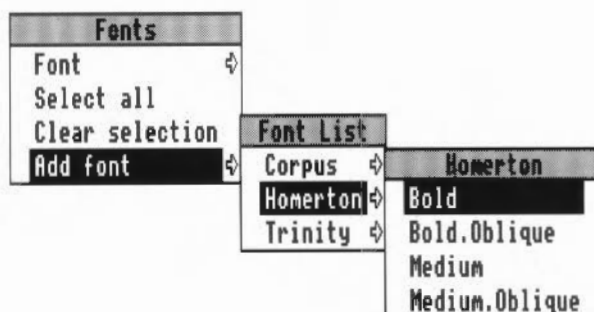 Fonts
Font
Select all
Clear selection
Add font
Font List
Corpus
Homerton
Trinity
Homerton
Bold
Bold.Oblique
Medium
Medium.Oblique